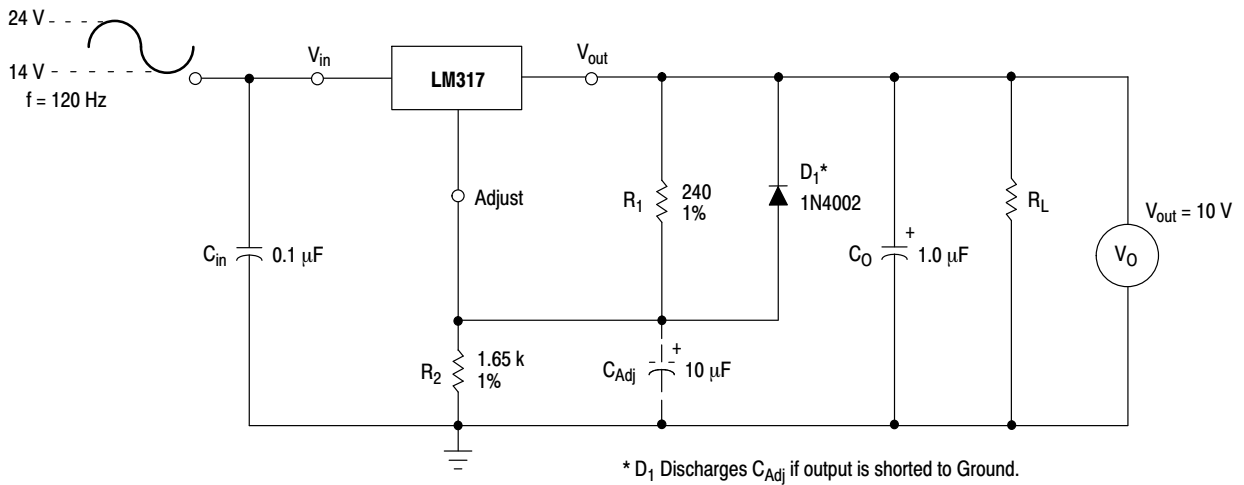 24 V
14 V
f = 120 Hz
Vin
LM317
Vout
Adjust
Cin
0.1 μF
R1
240
1%
D1*
1N4002
CO
+
1.0 μF
RL
Vout = 10 V
VO
R2
1.65 k
1%
CAdj
+
10 μF
* D1 Discharges CAdj if output is shorted to Ground.